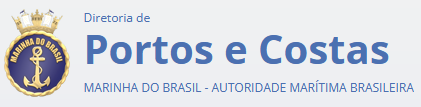 MARINHA DO BRASIL
Diretoria de
Portos e Costas
MARINHA DO BRASIL - AUTORIDADE MARÍTIMA BRASILEIRA